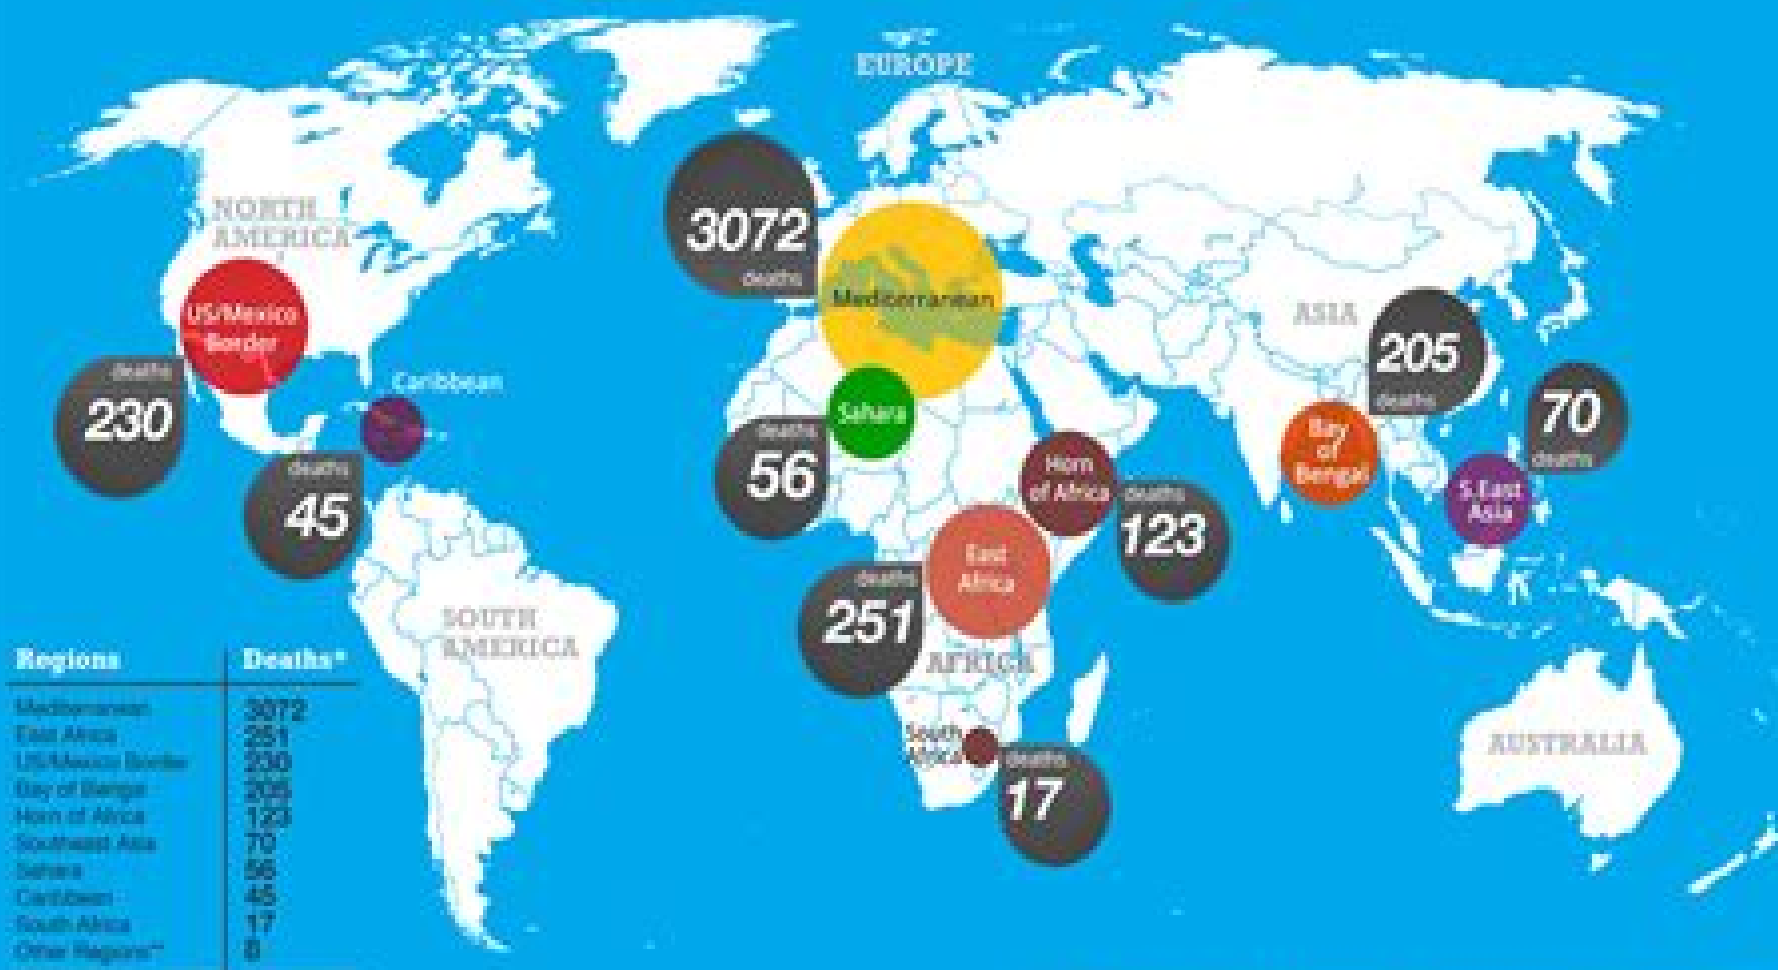 EUROPE
NORTH
AMERICA
3072
deaths
Mediterranean
US/Mexico
Border
deaths
230
Caribbean
deaths
45
Sahara
deaths
56
ASIA
205
deaths
70
deaths
Bay
of
Bengal
S.East
Asia
Horn
of Africa
deaths
123
East
Africa
deaths
251
AFRICA
SOUTH
AMERICA
South
Africa
deaths
17
AUSTRALIA
Regions Deaths*
Mediterranean 3072
East Africa 251
US/Mexico Border 230
Bay of Bengal 205
Horn of Africa 123
Southeast Asia 70
Sahara 56
Caribbean 45
South Africa 17
Other Regions** 0